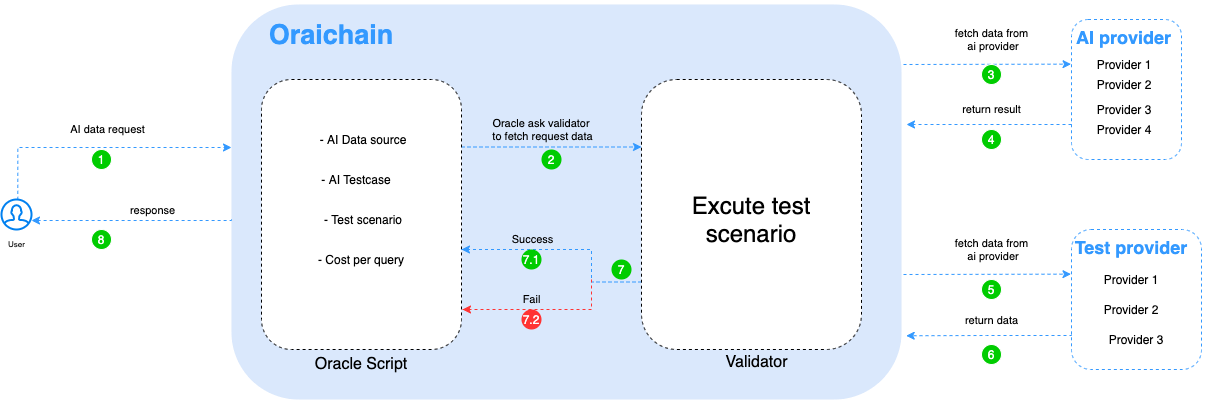 Oraichain
AI data request
1
response
8
User
- AI Data source
- AI Testcase
- Test scenario
- Cost per query
Oracle Script
Oracle ask validator
to fetch request data
2
Success
7.1
7
Fail
7.2
Excute test
scenario
Validator
fetch data from
ai provider
3
return result
4
AI provider
Provider 1
Provider 2
Provider 3
Provider 4
fetch data from
ai provider
5
return data
6
Test provider
Provider 1
Provider 2
Provider 3